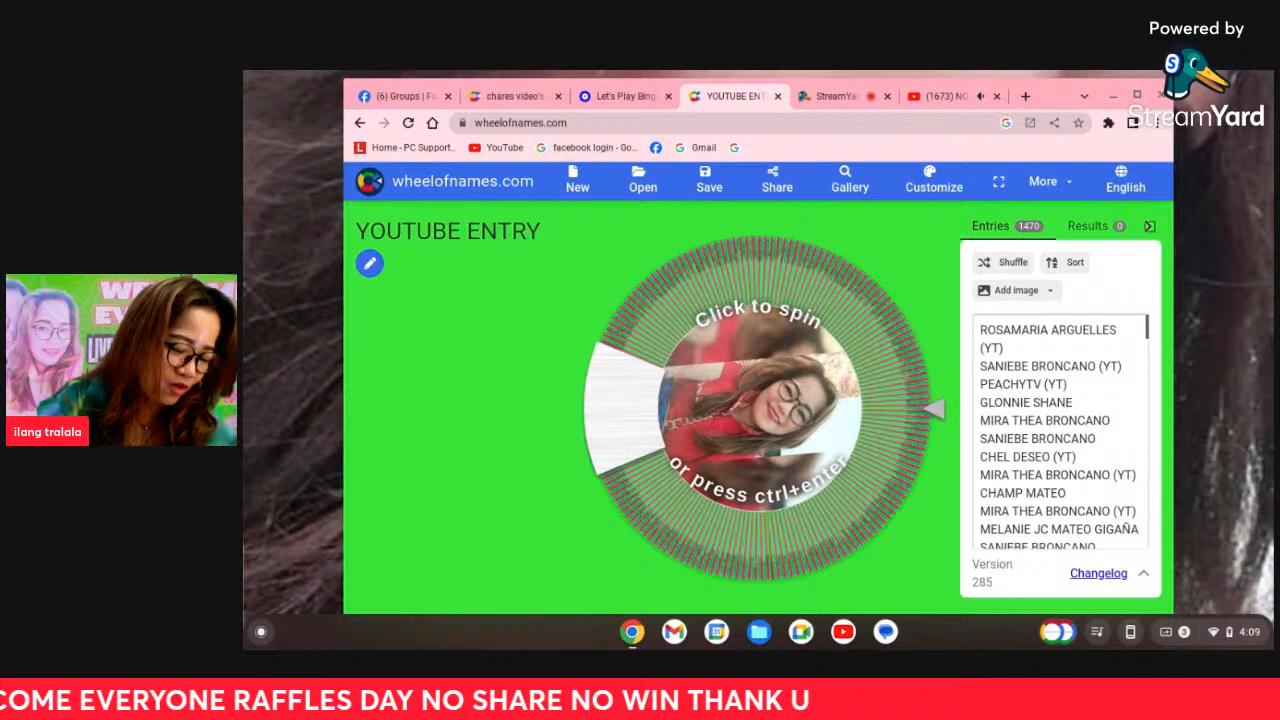 Powered by
S
StreamYard
(6) Groups | Fa
chares video's
Let's Play Bing
YOUTUBE ENT
StreamYar
(1673) NO
wheelofnames.com
L Home - PC Support... YouTube facebook login - Go... Gmail
wheelofnames.com
New
Open
Save
Share
Gallery
Customize
More
English
YOUTUBE ENTRY
Entries 1470
Results 0
Shuffle
Sort
Add image
Click to spin
or press ctrl+enter
ROSAMARIA ARGUELLES
(YT)
SANIEBE BRONCANO (YT)
PEACHYTV (YT)
GLONNIE SHANE
MIRA THEA BRONCANO
SANIEBE BRONCANO
CHEL DESEO (YT)
MIRA THEA BRONCANO (YT)
CHAMP MATEO
MIRA THEA BRONCANO (YT)
MELANIE JC MATEO GIGAÑA
SANIEBE BRONCANO
Version
285
Changelog
ilang tralala
31
3
4:09
COME EVERYONE RAFFLES DAY NO SHARE NO WIN THANK U